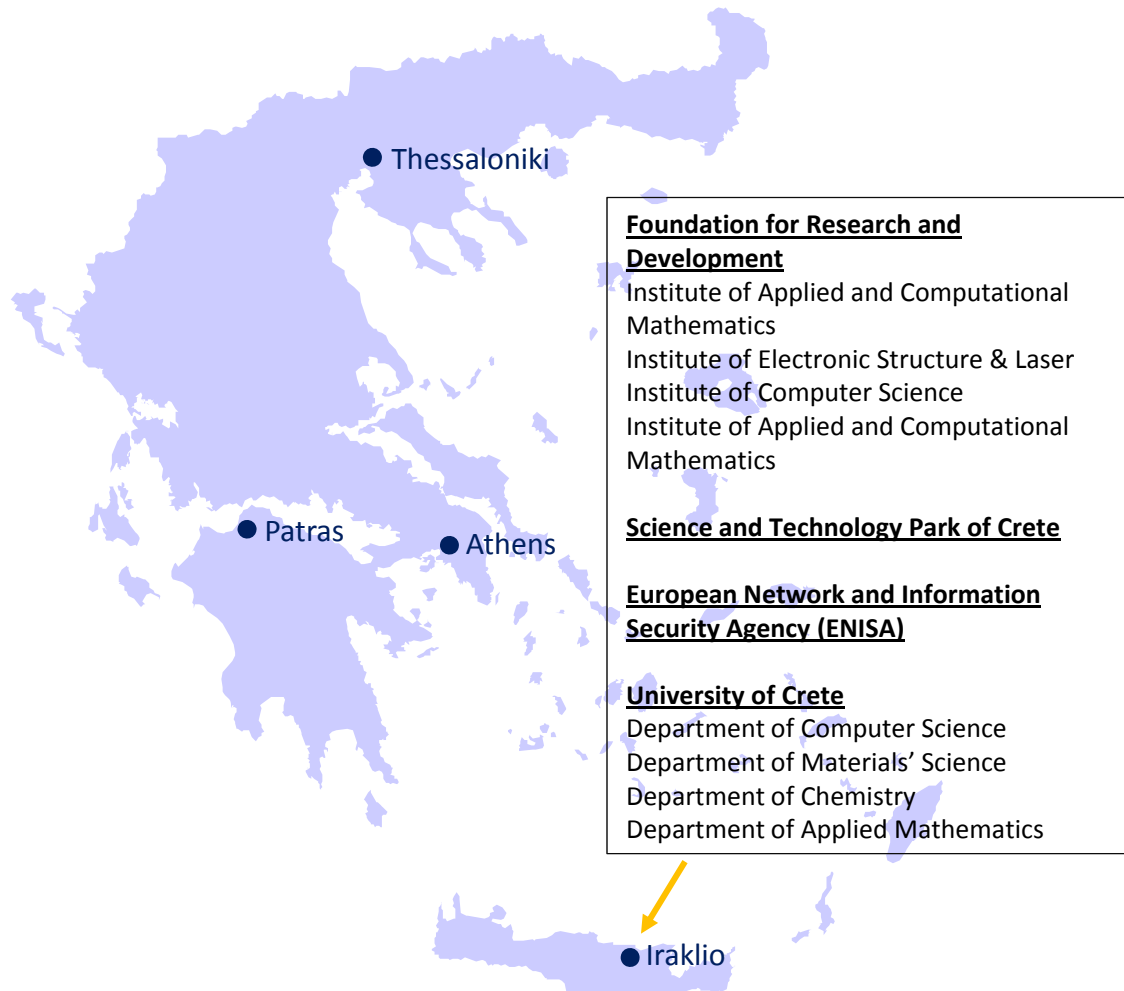 Thessaloniki
Foundation for Research and
Development
Institute of Applied and Computational
Mathematics
Institute of Electronic Structure & Laser
Institute of Computer Science
Institute of Applied and Computational
Mathematics
Science and Technology Park of Crete
European Network and Information
Security Agency (ENISA)
University of Crete
Department of Computer Science
Department of Materials’ Science
Department of Chemistry
Department of Applied Mathematics
Patras
Athens
Iraklio